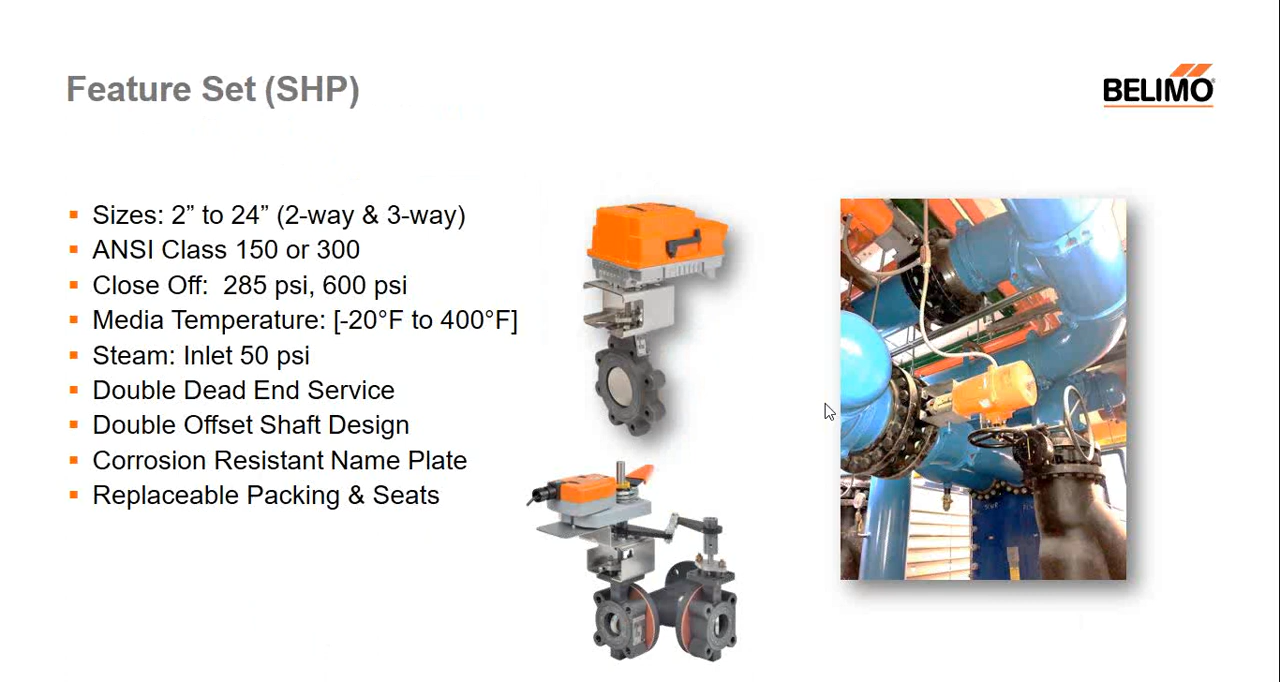 Feature Set (SHP)
BELIMO
Sizes: 2” to 24” (2-way & 3-way)
ANSI Class 150 or 300
Close Off:  285 psi, 600 psi
Media Temperature: [-20°F to 400°F]
Steam: Inlet 50 psi
Double Dead End Service
Double Offset Shaft Design
Corrosion Resistant Name Plate
Replaceable Packing & Seats